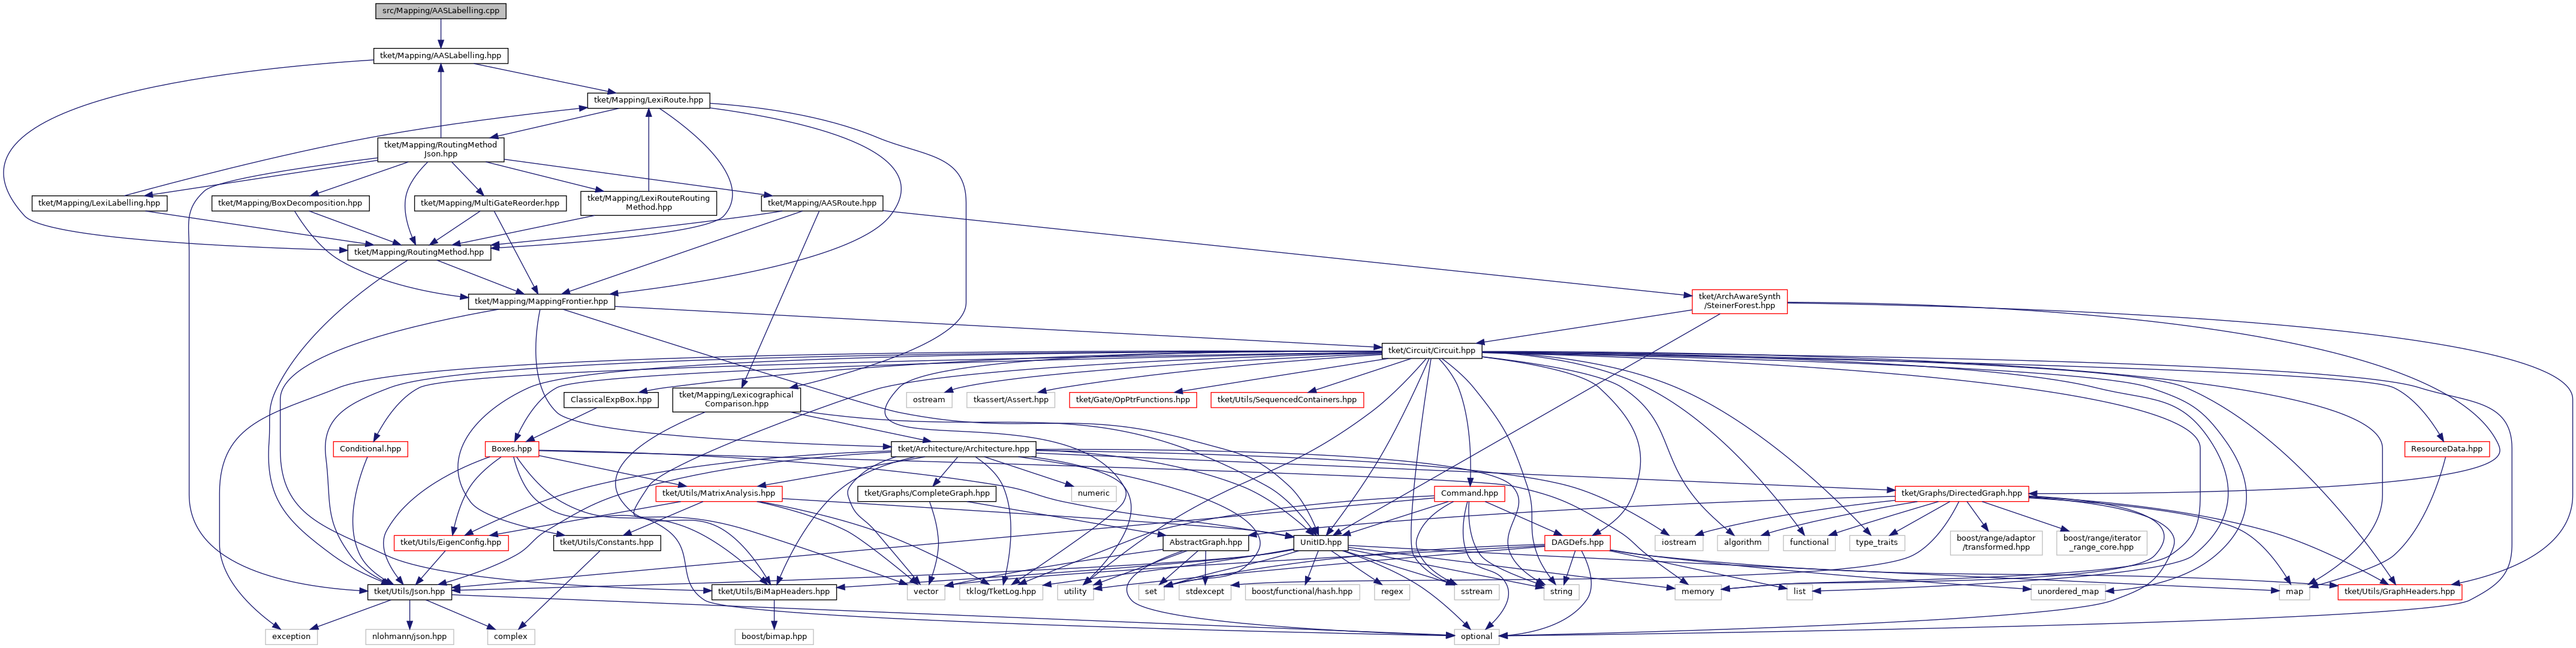 src/Mapping/AASLabelling.cpp
tket/Mapping/AASLabelling.hpp
tket/Mapping/LexiRoute.hpp
tket/Mapping/RoutingMethod
Json.hpp
tket/Mapping/LexiLabelling.hpp
tket/Mapping/BoxDecomposition.hpp
tket/Mapping/MultiGateReorder.hpp
tket/Mapping/LexiRouteRouting
Method.hpp
tket/Mapping/AASRoute.hpp
tket/Mapping/RoutingMethod.hpp
tket/Mapping/MappingFrontier.hpp
tket/ArchAwareSynth
/SteinerForest.hpp
tket/Circuit/Circuit.hpp
ClassicalExpBox.hpp
tket/Mapping/Lexicographical
Comparison.hpp
ostream
tkassert/Assert.hpp
tket/Gate/OpPtrFunctions.hpp
tket/Utils/SequencedContainers.hpp
Conditional.hpp
Boxes.hpp
tket/Architecture/Architecture.hpp
ResourceData.hpp
tket/Utils/MatrixAnalysis.hpp
tket/Graphs/CompleteGraph.hpp
numeric
Command.hpp
tket/Graphs/DirectedGraph.hpp
tket/Utils/EigenConfig.hpp
tket/Utils/Constants.hpp
AbstractGraph.hpp
UnitID.hpp
DAGDefs.hpp
iostream
algorithm
functional
type_traits
boost/range/adaptor
/transformed.hpp
boost/range/iterator
_range_core.hpp
tket/Utils/Json.hpp
tket/Utils/BiMapHeaders.hpp
vector
tklog/TketLog.hpp
utility
set
stdexcept
boost/functional/hash.hpp
regex
sstream
string
memory
list
unordered_map
map
tket/Utils/GraphHeaders.hpp
exception
nlohmann/json.hpp
complex
boost/bimap.hpp
optional